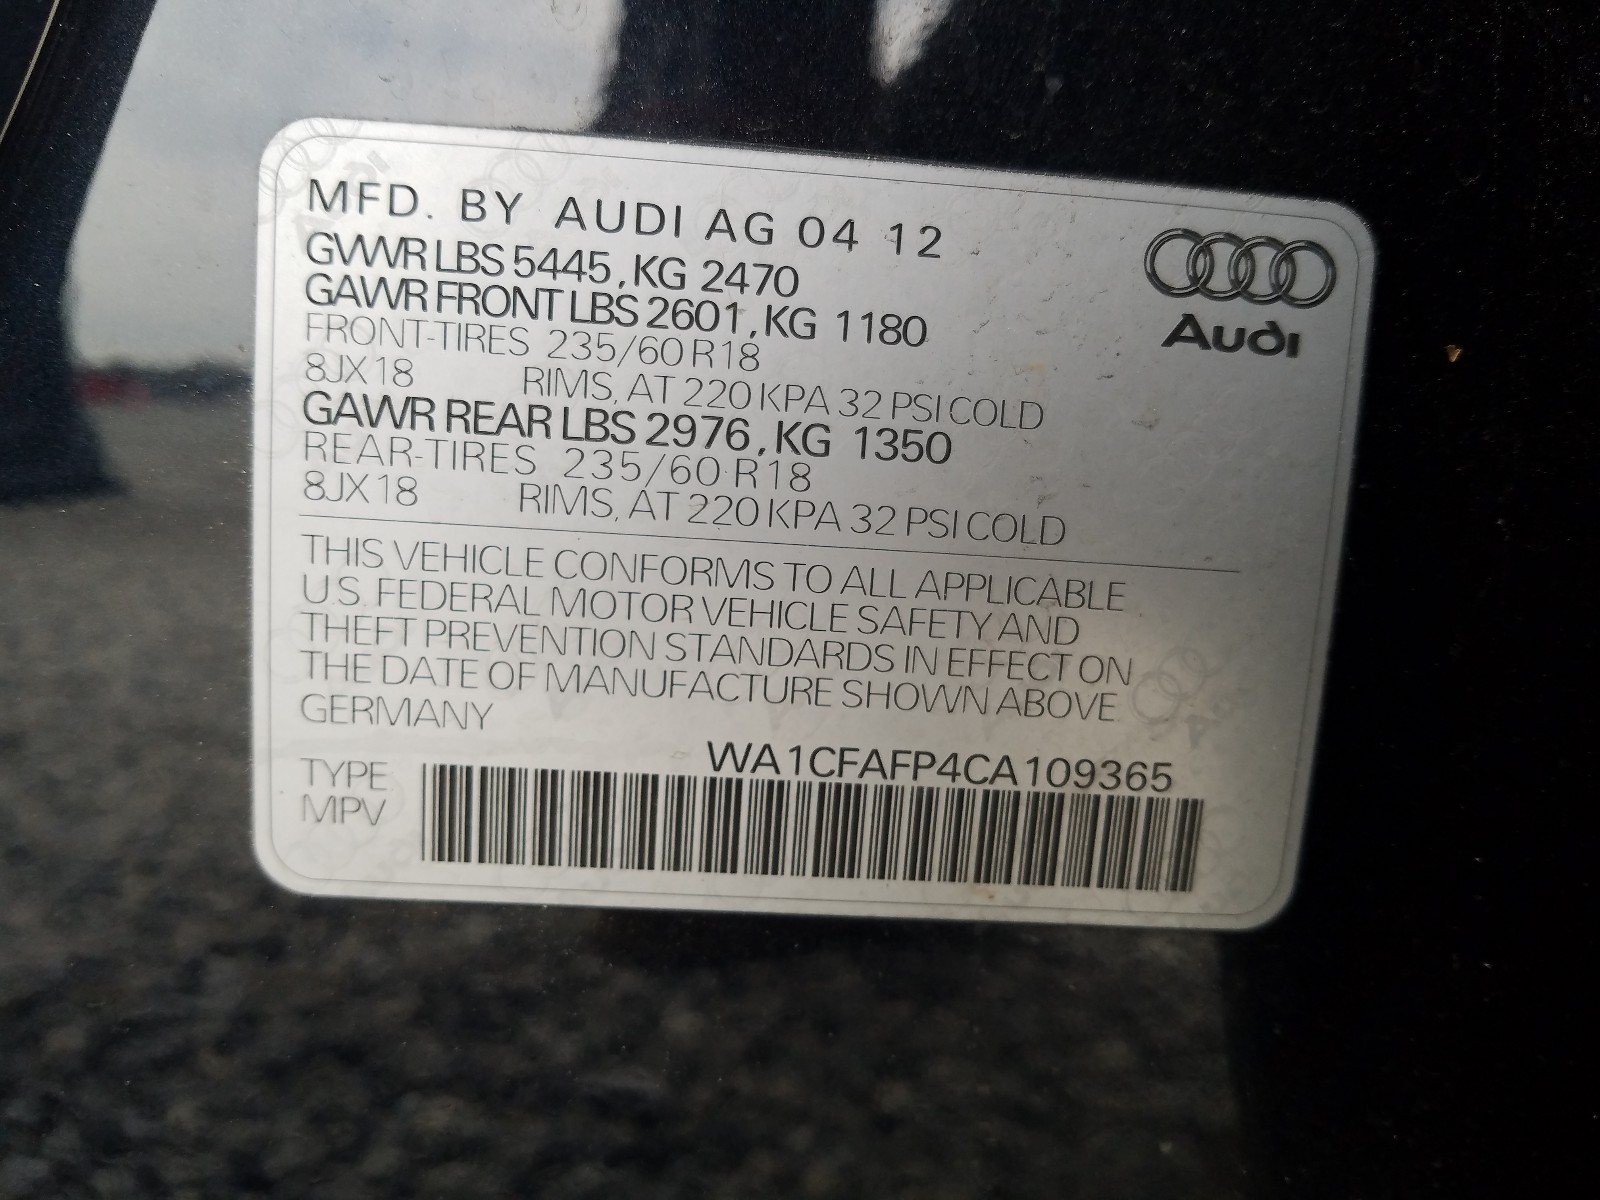 MFD. BY AUDI AG 04 12
GVWR LBS 5445, KG 2470
GAWR FRONT LBS 2601, KG 1180
FRONT-TIRES 235/60 R18
8JX18 RIMS, AT 220 KPA 32 PSI COLD
GAWR REAR LBS 2976, KG 1350
REAR-TIRES 235/60 R18
8JX18 RIMS, AT 220 KPA 32 PSI COLD
Audi
THIS VEHICLE CONFORMS TO ALL APPLICABLE
U.S. FEDERAL MOTOR VEHICLE SAFETY AND
THEFT PREVENTION STANDARDS IN EFFECT ON
THE DATE OF MANUFACTURE SHOWN ABOVE.
GERMANY
WA1CFAFP4CA109365
TYPE
MPV